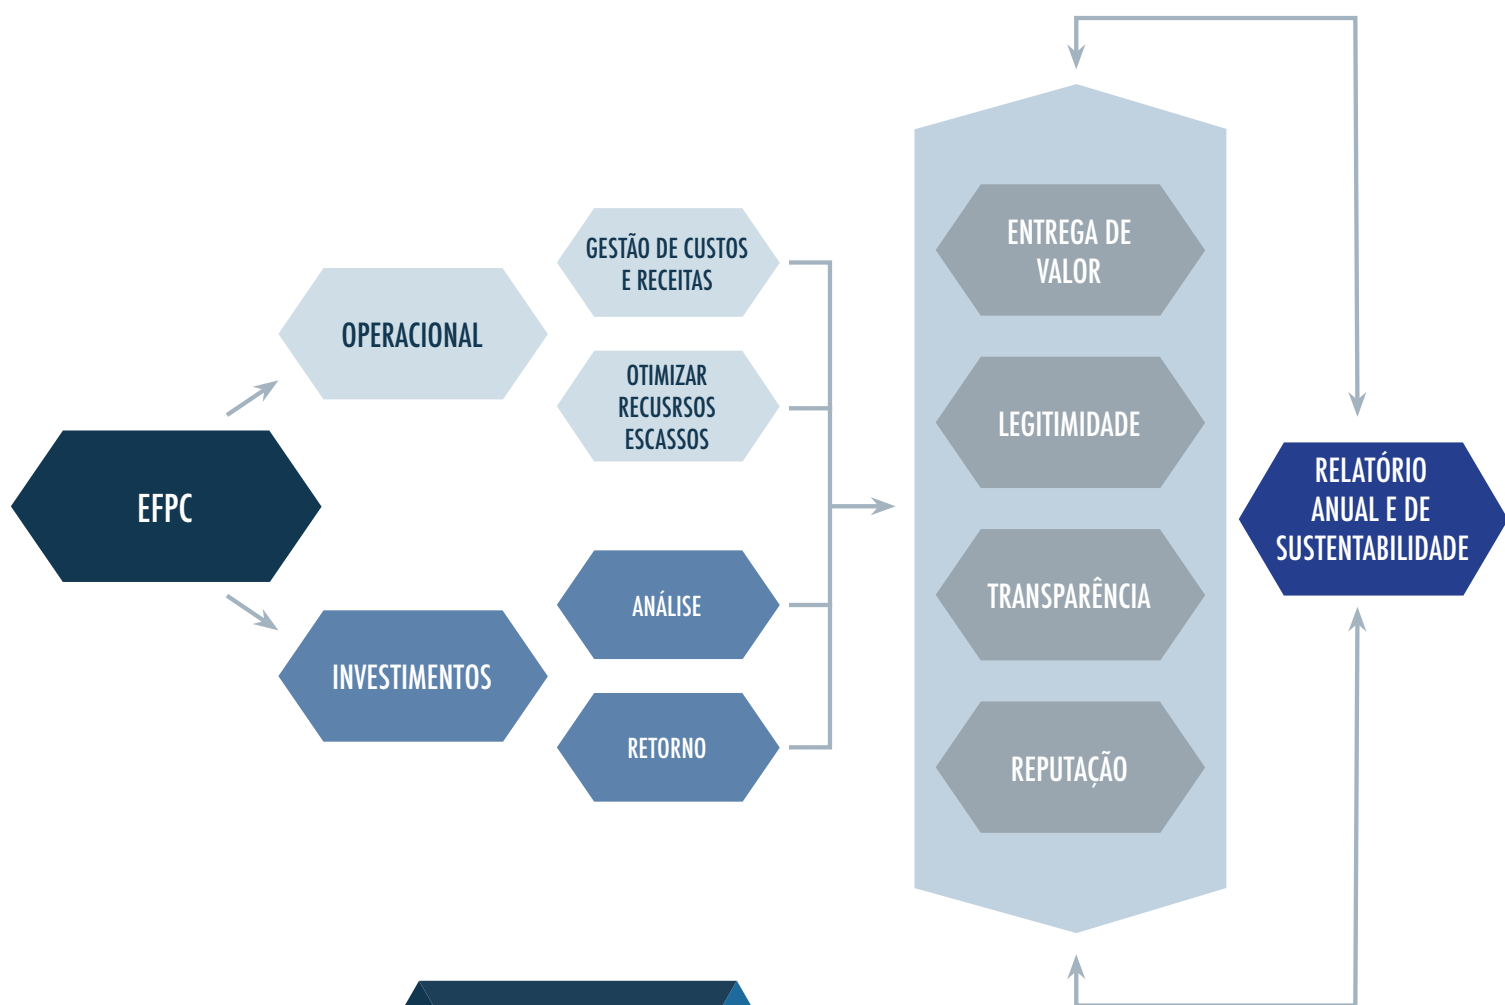 EFPC
OPERACIONAL
INVESTIMENTOS
GESTÃO DE CUSTOS
E RECEITAS
OTIMIZAR
RECUSRSOS
ESCASSOS
ANÁLISE
RETORNO
ENTREGA DE
VALOR
LEGITIMIDADE
TRANSPARÊNCIA
REPUTAÇÃO
RELATÓRIO
ANUAL E DE
SUSTENTABILIDADE